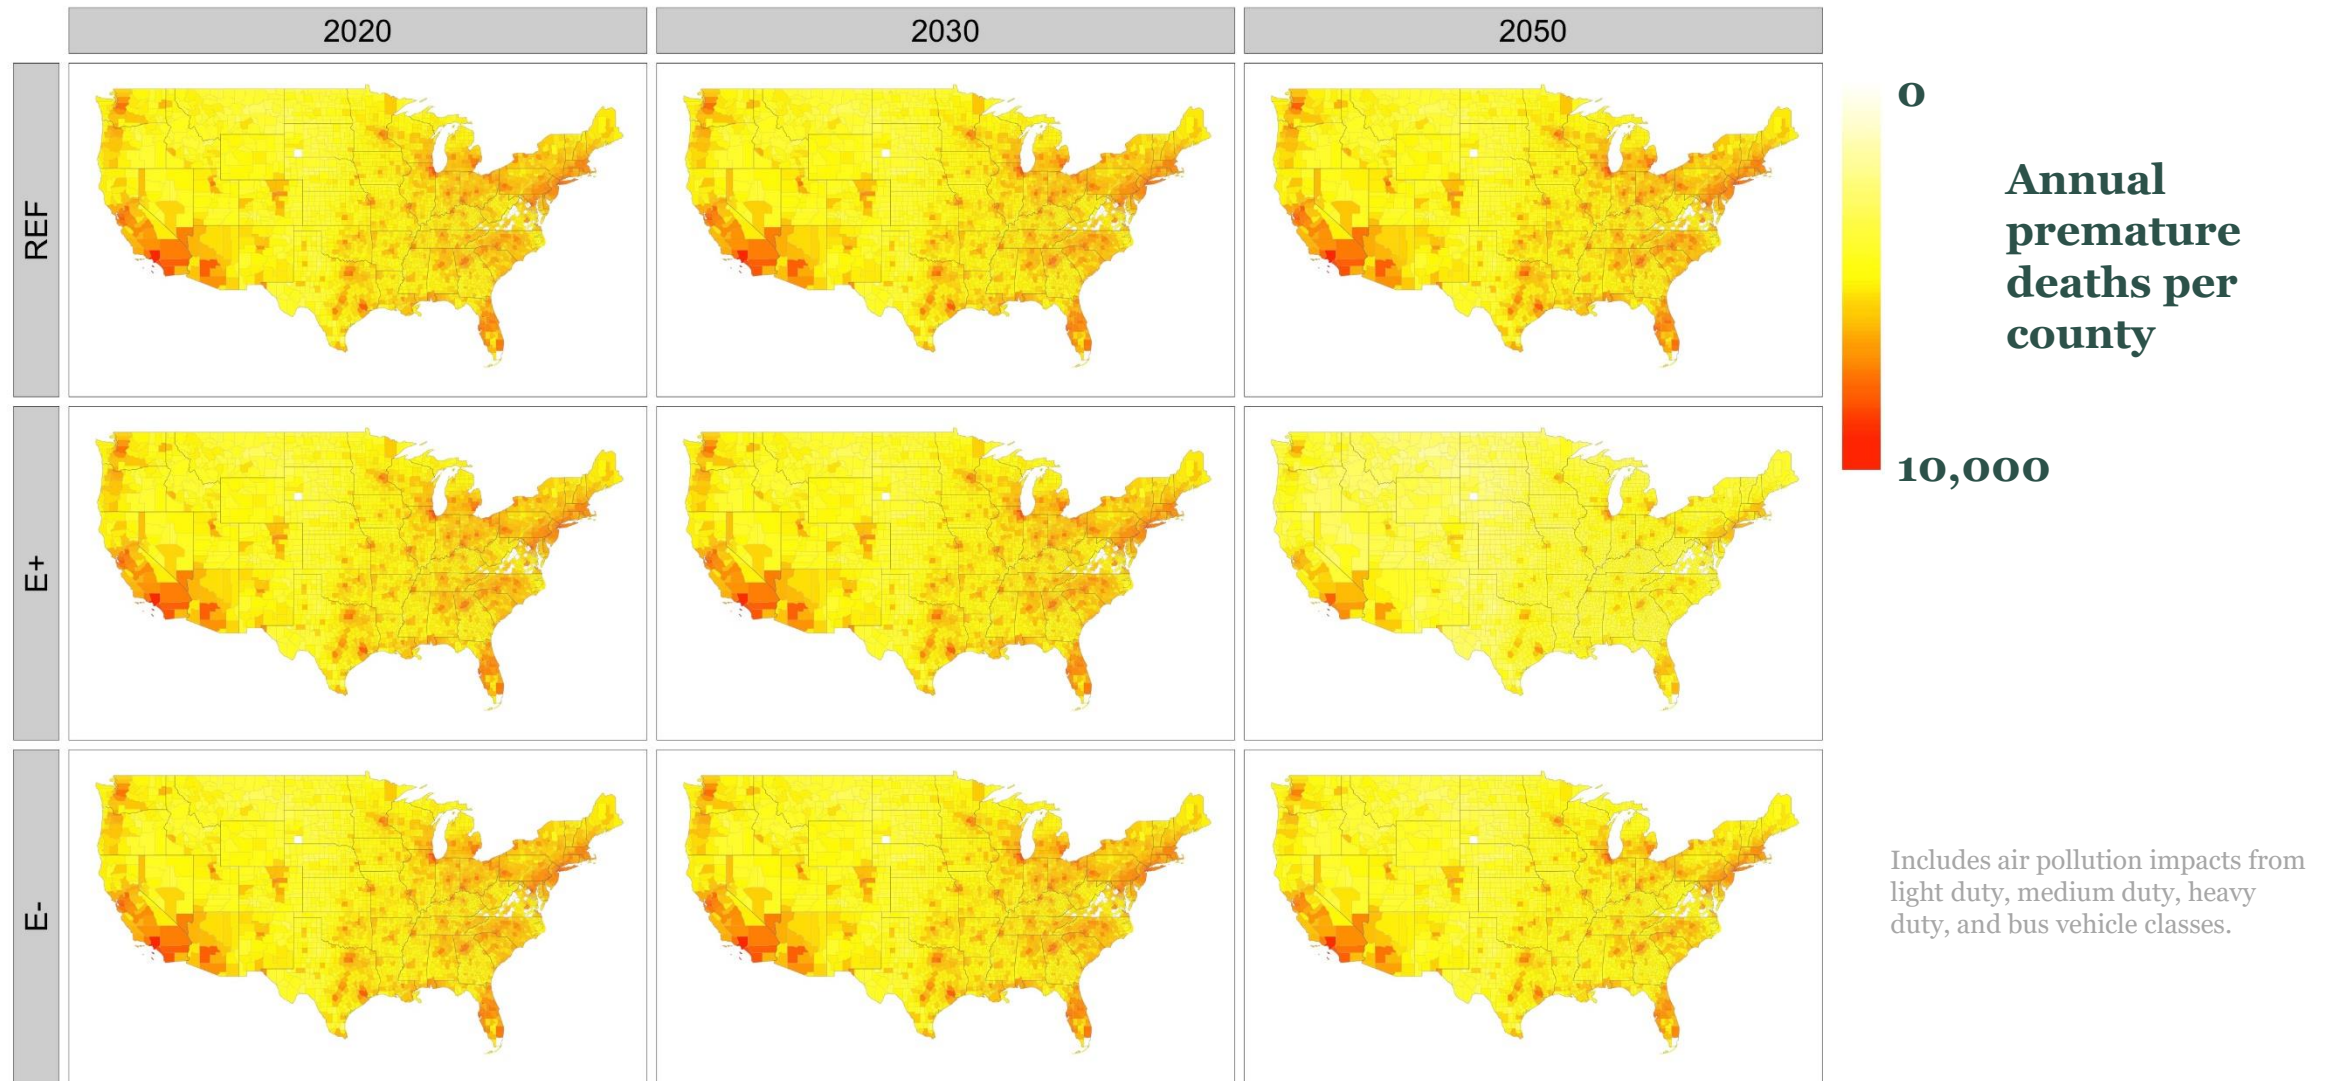 2020
2030
2050
REF
E+
E-
0
Annual
premature
deaths per
county
10,000
Includes air pollution impacts from
light duty, medium duty, heavy
duty, and bus vehicle classes.